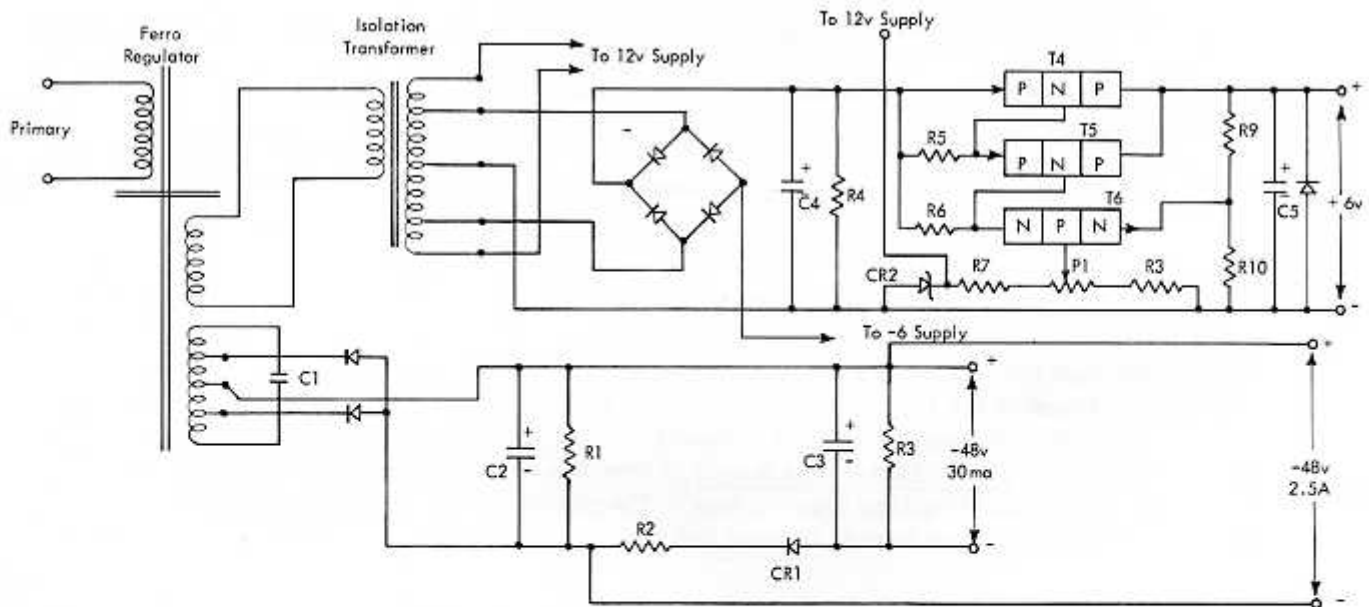 Ferro
Regulator
Isolation
Transformer
To 12v Supply
To 12v Supply
Primary
-
+
C4
R4
R5
R6
T4
P N P
T5
P N P
T6
N P N
CR2
R7
P1
R3
R9
R10
+
C5
+
+ 6v
-
To -6 Supply
C1
+
C2
-
R1
R2
CR1
+
C3
-
R3
+
-48v
30ma
-
+
-48v
2.5A
-